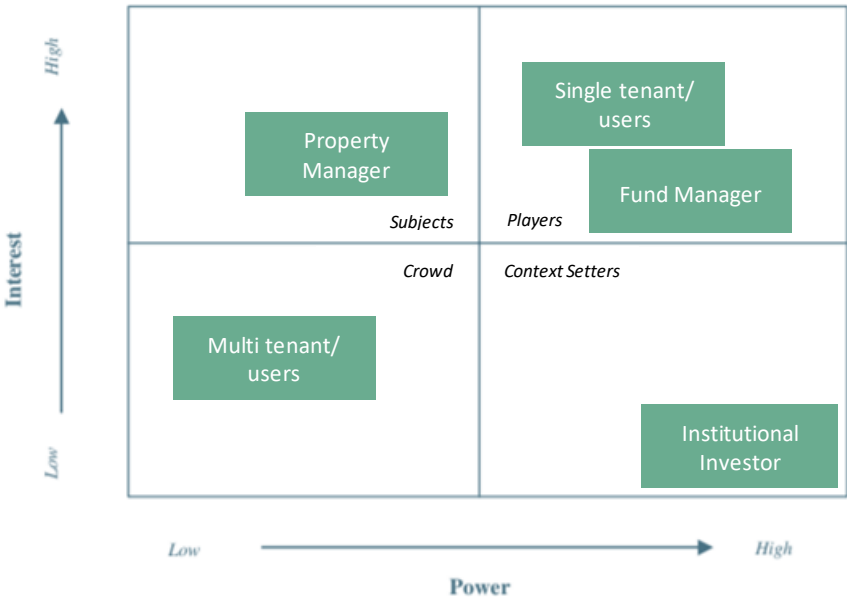 High
Single tenant/
users
Property
Manager
Fund Manager
Subjects
Players
Interest
Crowd
Context Setters
Multi tenant/
users
Institutional
Investor
Low
Low
High
Power